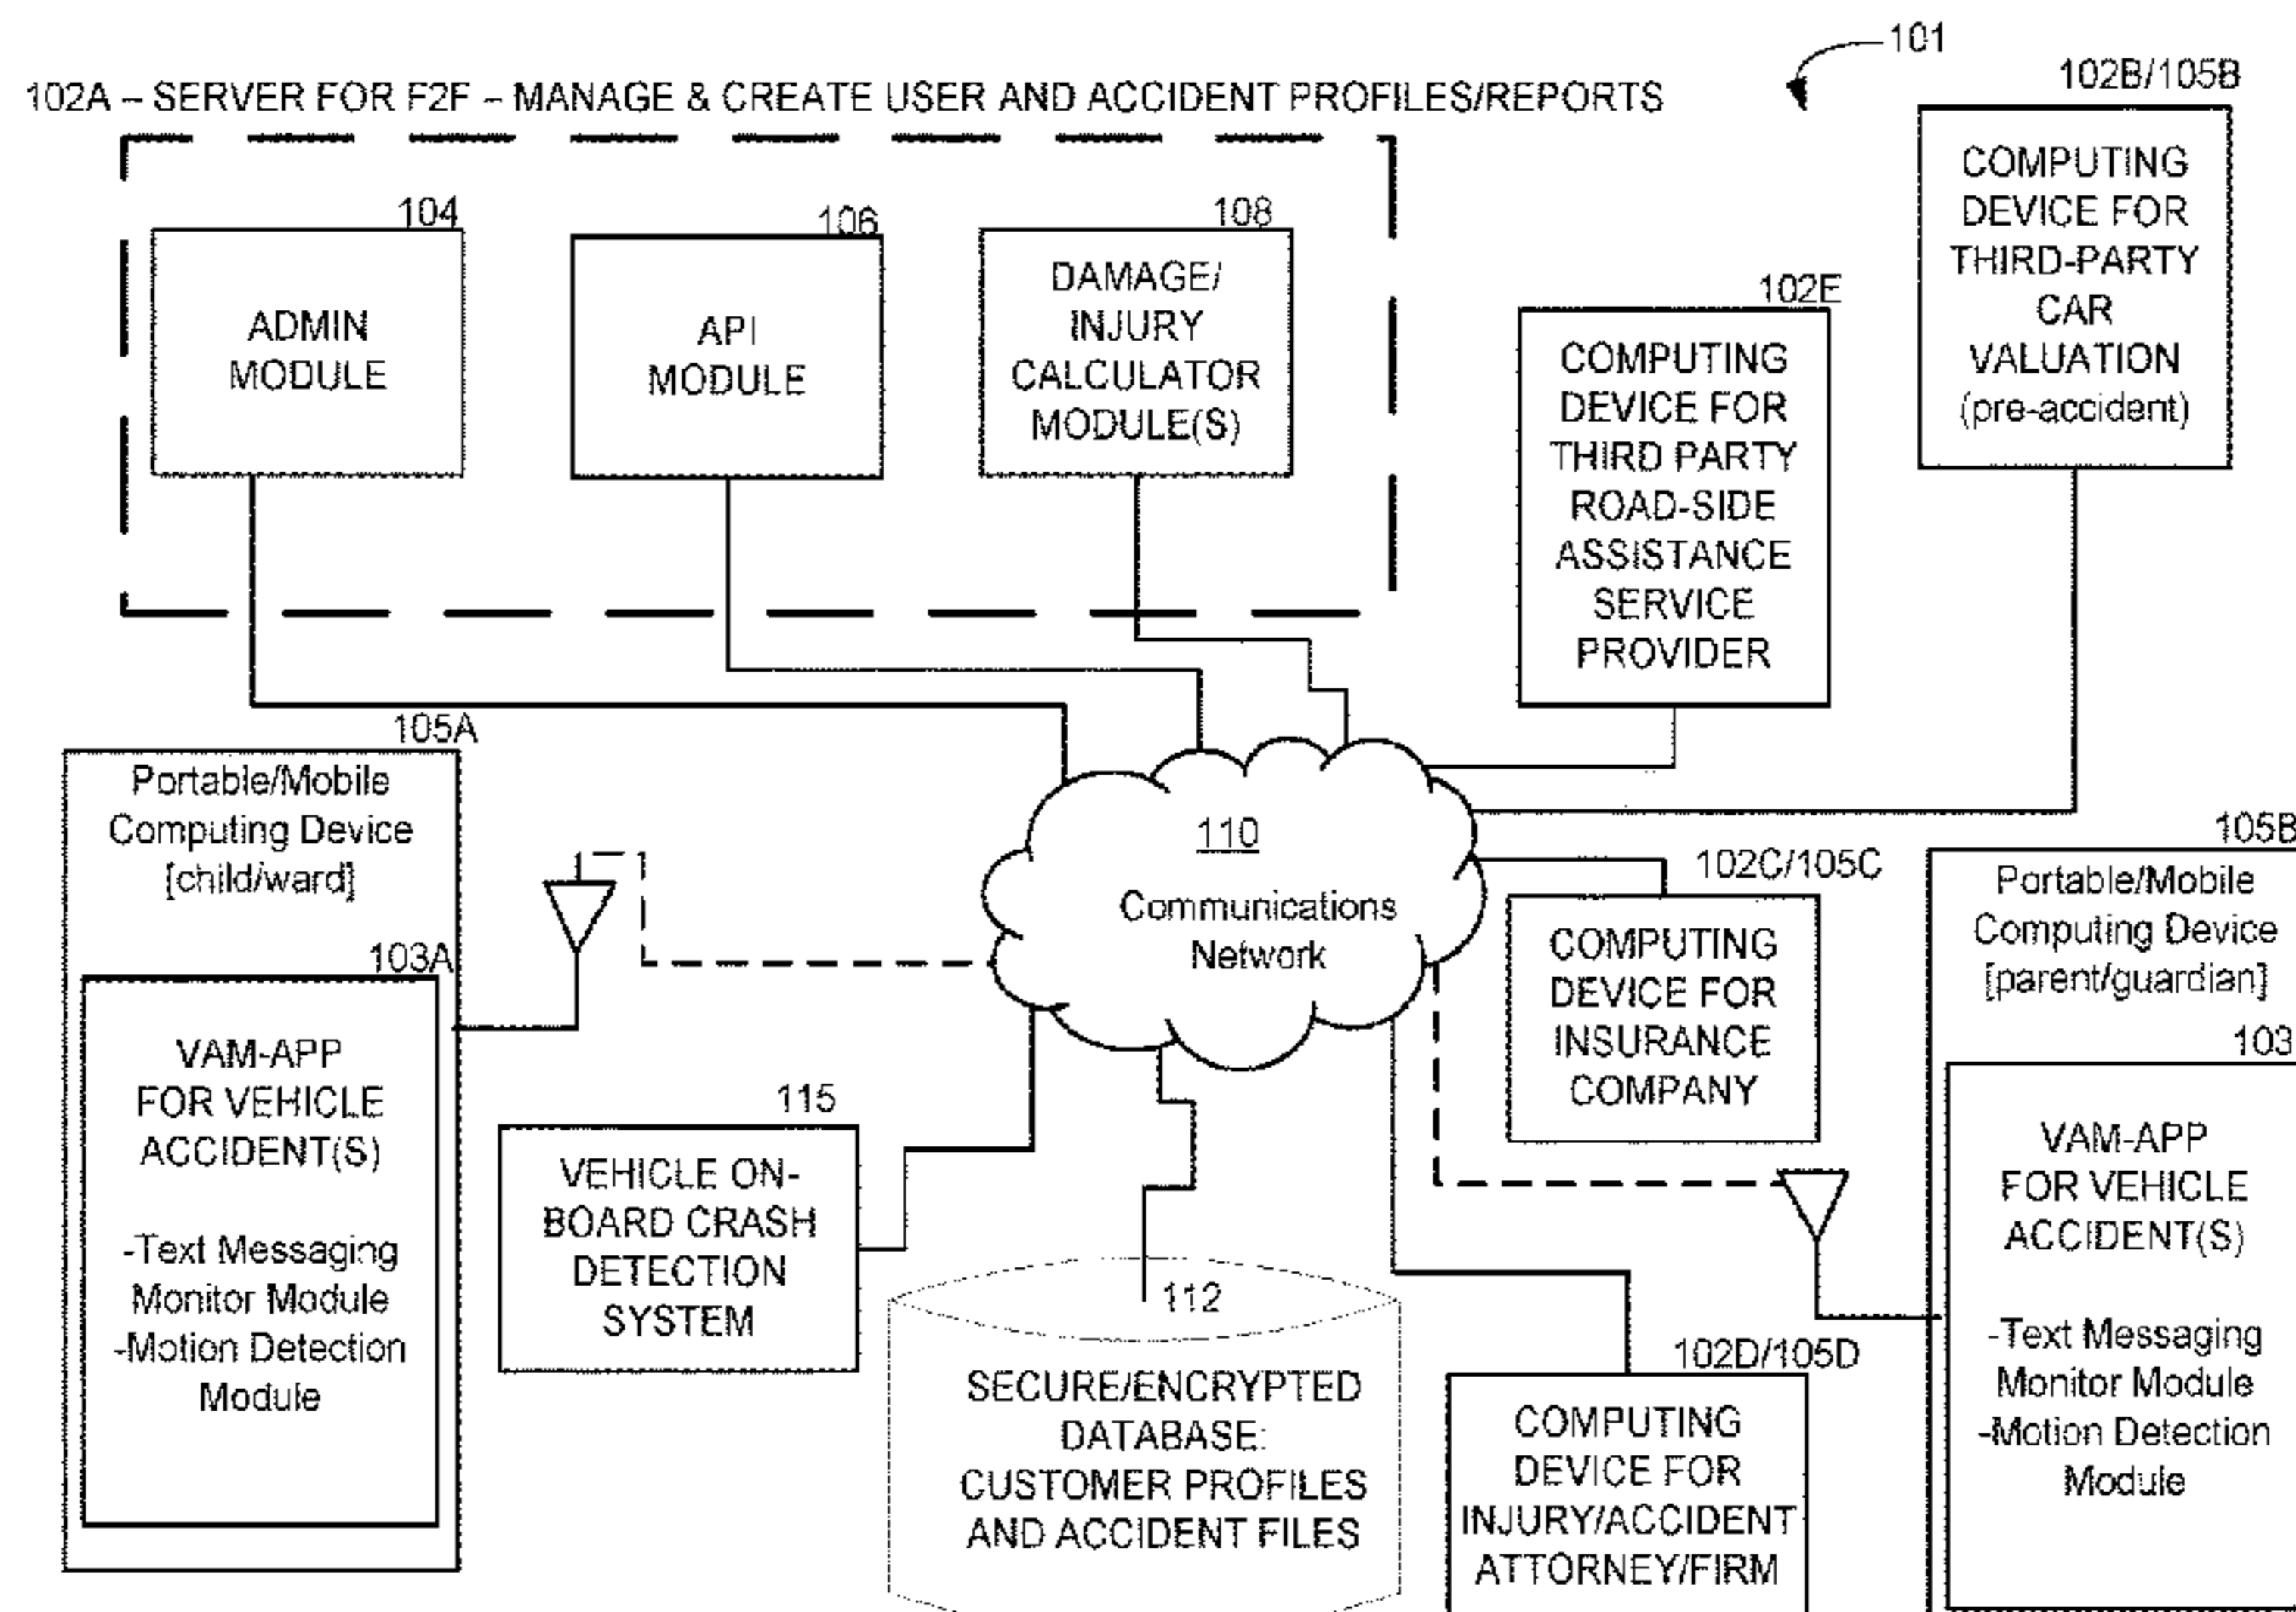 101
102A – SERVER FOR F2F – MANAGE & CREATE USER AND ACCIDENT PROFILES/REPORTS
102B/105B
COMPUTING
DEVICE FOR
THIRD-PARTY
CAR
VALUATION
(pre-accident)
104
ADMIN
MODULE
106
API
MODULE
108
DAMAGE/
INJURY
CALCULATOR
MODULE(S)
102E
COMPUTING
DEVICE FOR
THIRD PARTY
ROAD-SIDE
ASSISTANCE
SERVICE
PROVIDER
105A
Portable/Mobile
Computing Device
[child/ward]
103A
VAM-APP
FOR VEHICLE
ACCIDENT(S)
-Text Messaging
Monitor Module
-Motion Detection
Module
110
Communications
Network
102C/105C
COMPUTING
DEVICE FOR
INSURANCE
COMPANY
105B
Portable/Mobile
Computing Device
[parent/guardian]
103
VAM-APP
FOR VEHICLE
ACCIDENT(S)
-Text Messaging
Monitor Module
-Motion Detection
Module
115
VEHICLE ON-
BOARD CRASH
DETECTION
SYSTEM
112
SECURE/ENCRYPTED
DATABASE:
CUSTOMER PROFILES
AND ACCIDENT FILES
102D/105D
COMPUTING
DEVICE FOR
INJURY/ACCIDENT
ATTORNEY/FIRM